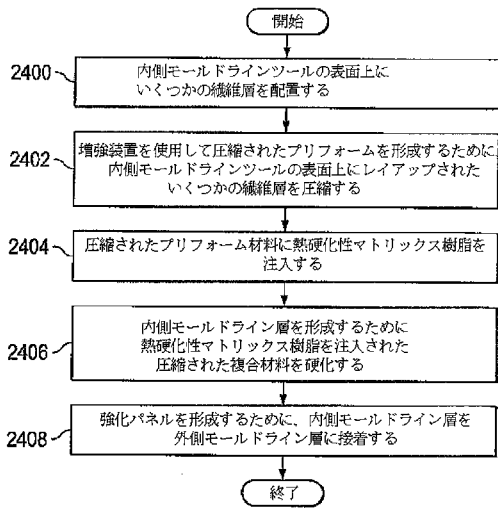 開始
2400
内側モールドラインツールの表面上に
いくつかの繊維層を配置する
2402
増強装置を使用して圧縮されたプリフォームを形成するために
内側モールドラインツールの表面上にレイアップされた
いくつかの繊維層を圧縮する
2404
圧縮されたプリフォーム材料に熱硬化性マトリックス樹脂を
注入する
2406
内側モールドライン層を形成するために
熱硬化性マトリックス樹脂を注入された
圧縮された複合材料を硬化する
2408
強化パネルを形成するために、内側モールドライン層を
外側モールドライン層に接着する
終了